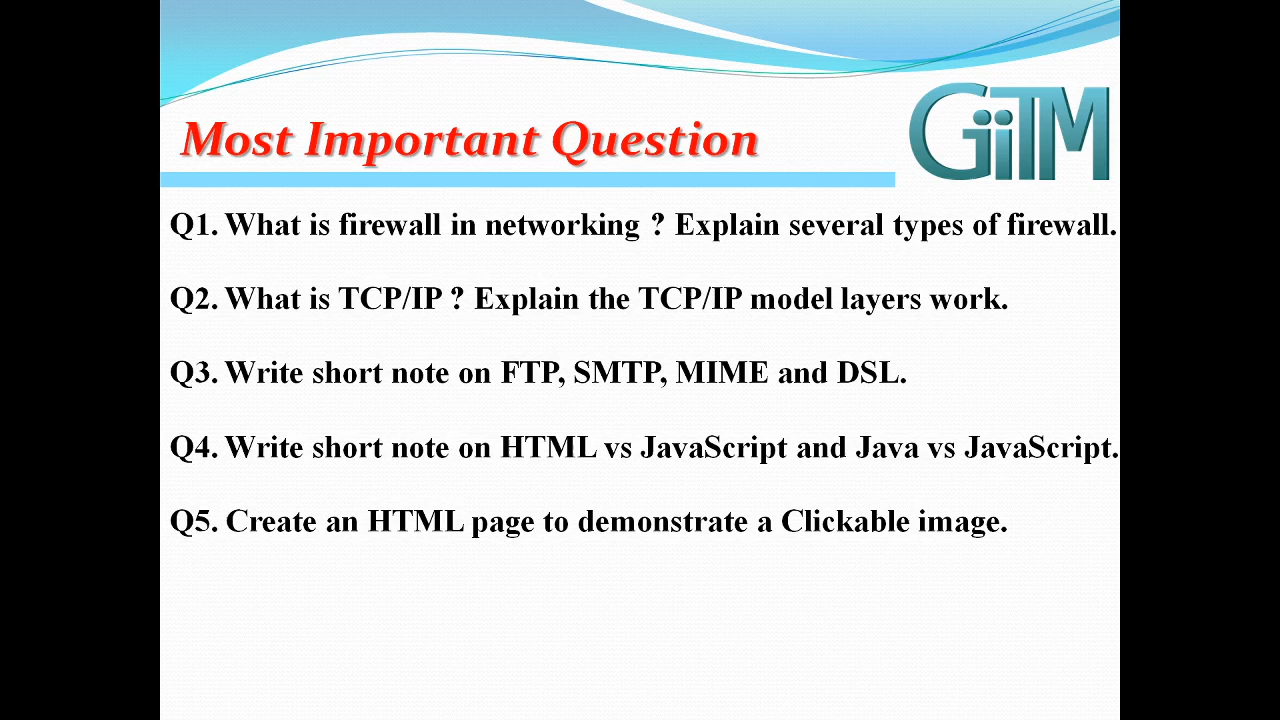 Most Important Question
GiiTM
Q1. What is firewall in networking ? Explain several types of firewall.
Q2. What is TCP/IP ? Explain the TCP/IP model layers work.
Q3. Write short note on FTP, SMTP, MIME and DSL.
Q4. Write short note on HTML vs JavaScript and Java vs JavaScript.
Q5. Create an HTML page to demonstrate a Clickable image.